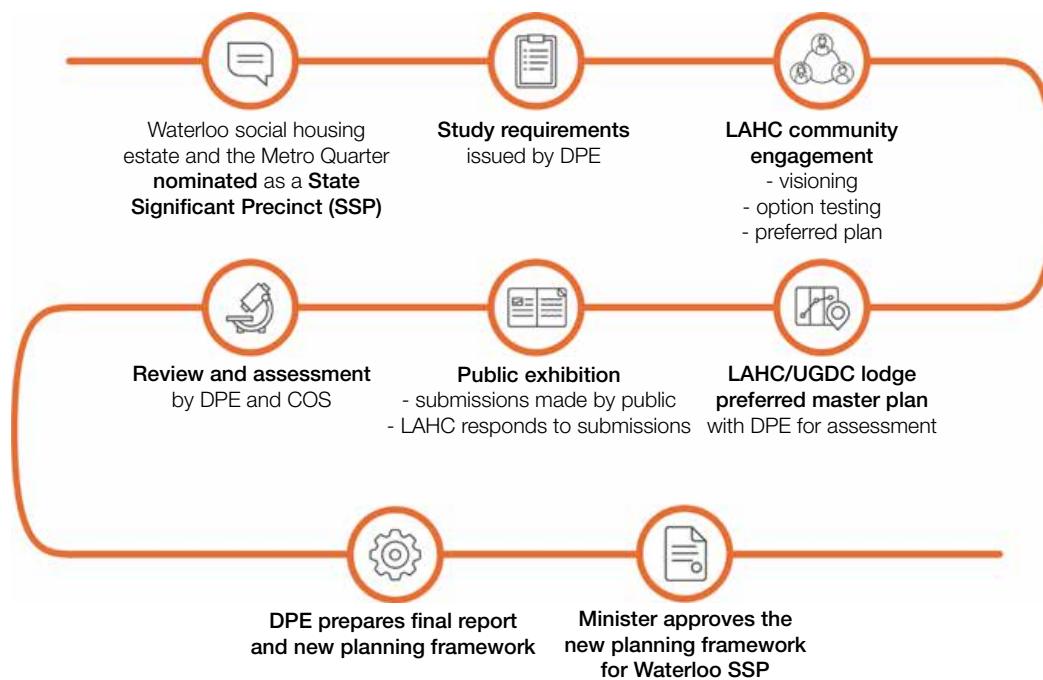 Waterloo social housing
estate and the Metro Quarter
nominated as a State
Significant Precinct (SSP)
Study requirements
issued by DPE
LAHC community
engagement
- visioning
- option testing
- preferred plan
LAHC/UGDC lodge
preferred master plan
with DPE for assessment
Public exhibition
- submissions made by public
- LAHC responds to submissions
Review and assessment
by DPE and COS
DPE prepares final report
and new planning framework
Minister approves the
new planning framework
for Waterloo SSP